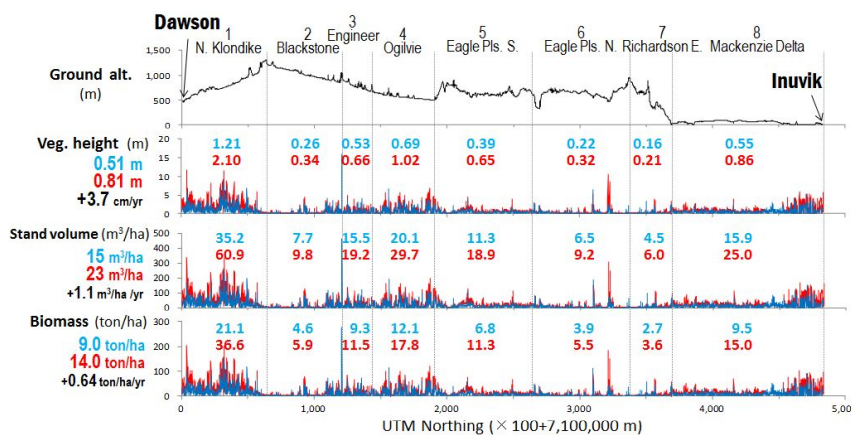 Dawson
1 2 3 4 5 6 7 8
N. Klondike Blackstone Engineer Ogilvie Eagle Pls. S. Eagle Pls. N. Richardson E. Mackenzie Delta
Ground alt.
(m)
1,500
1,000
500
0
Inuvik
Veg. height (m)
0.51 m
0.81 m
+3.7 cm/yr
20
15
10
5
0
1.21 0.26 0.53 0.69 0.39 0.22 0.16 0.55
2.10 0.34 0.66 1.02 0.65 0.32 0.21 0.86
Stand volume (m³/ha)
15 m³/ha
23 m³/ha
+1.1 m³/ha /yr
500
400
300
200
100
0
35.2 7.7 15.5 20.1 11.3 6.5 4.5 15.9
60.9 9.8 19.2 29.7 18.9 9.2 6.0 25.0
Biomass (ton/ha)
9.0 ton/ha
14.0 ton/ha
+0.64 ton/ha/yr
300
200
100
0
21.1 4.6 9.3 12.1 6.8 3.9 2.7 9.5
36.6 5.9 11.5 17.8 11.3 5.5 3.6 15.0
0 1,000 2,000 3,000 4,000 5,0
UTM Northing (×100+7,100,000 m)